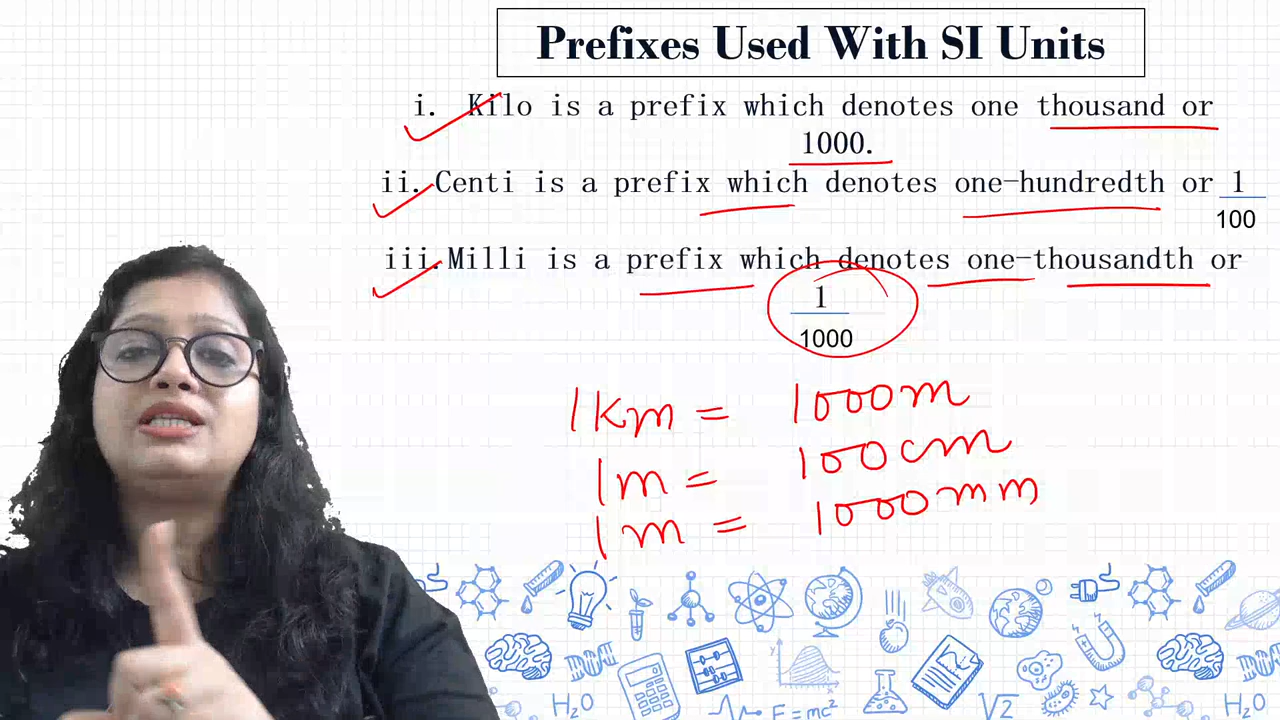 Prefixes Used With SI Units
i. Kilo is a prefix which denotes one thousand or
1000.
ii. Centi is a prefix which denotes one-hundredth or 1
100
iii. Milli is a prefix which denotes one-thousandth or
1
1000
1 km = 1000m
1m = 100cm
1m = 1000mm
H₂O
E=mc²
√2
H₂O
y
x